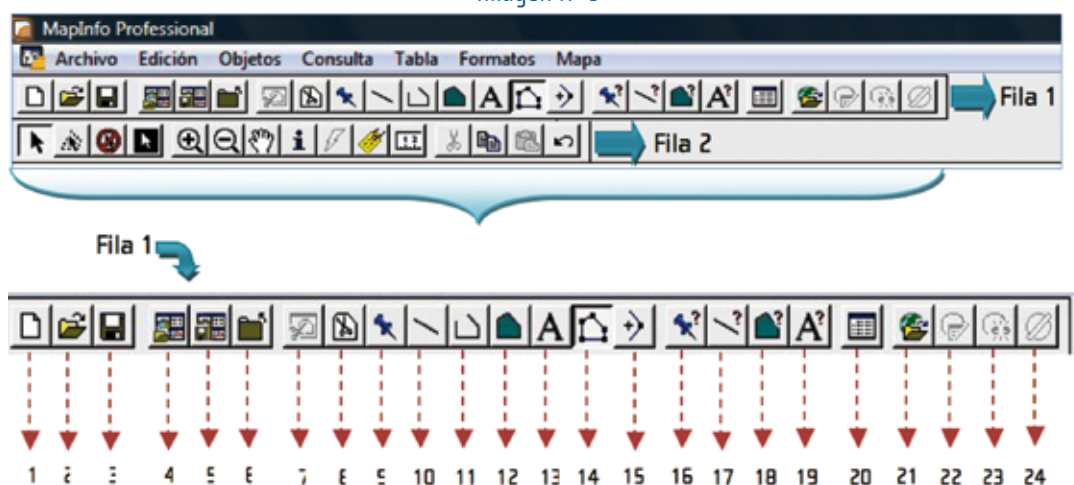 MapInfo Professional
Archivo Edición Objetos Consulta Tabla Formatos Mapa
Fila 1
Fila 2
Fila 1
1 2 3 4 5 6 7 8 9 10 11 12 13 14 15 16 17 18 19 20 21 22 23 24